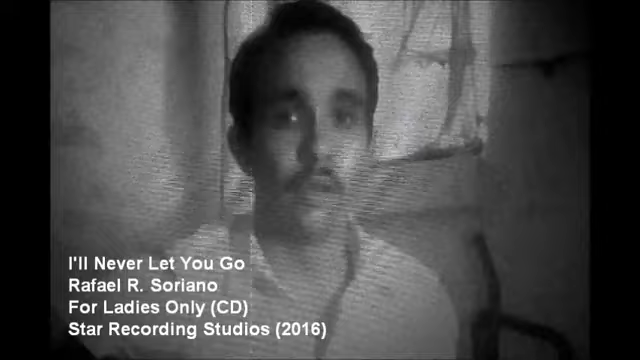 I'll Never Let You Go
Rafael R. Soriano
For Ladies Only (CD)
Star Recording Studios (2016)